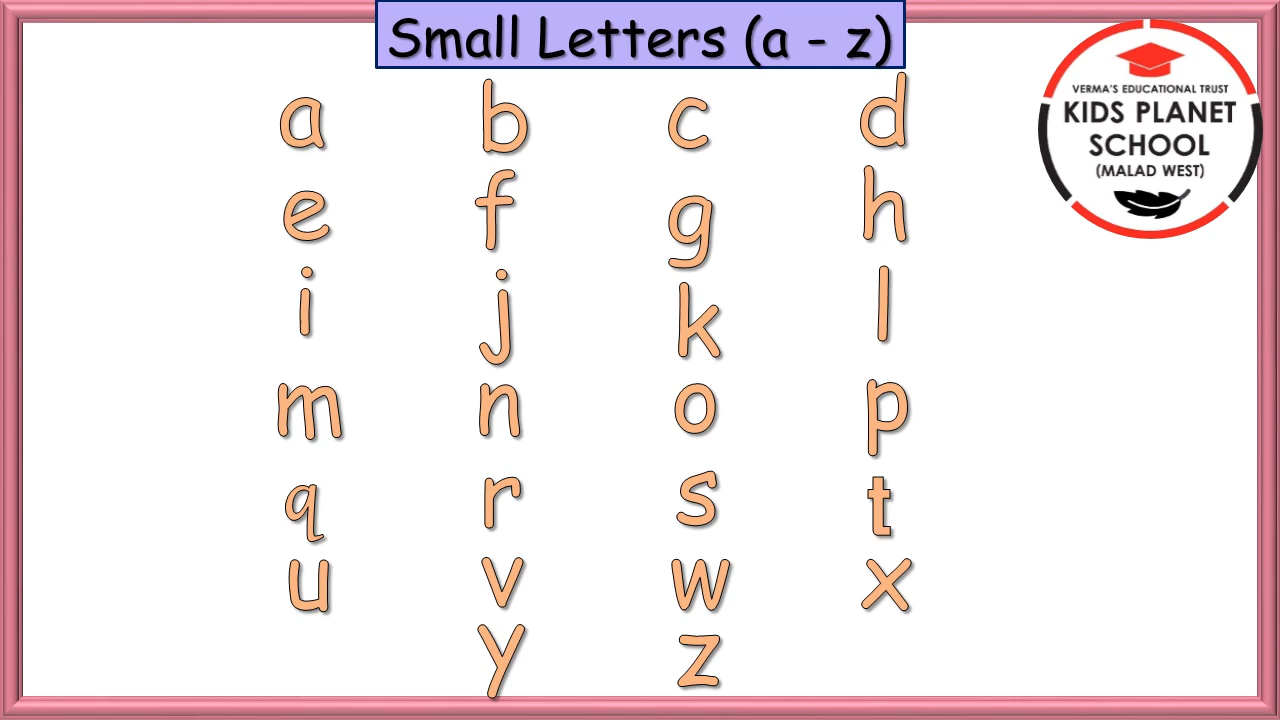 Small Letters (a - z)
VERMA'S EDUCATIONAL TRUST
KIDS PLANET
SCHOOL
(MALAD WEST)
a b c d
e f g h
i j k l
m n o p
q r s t
u v w x
y z